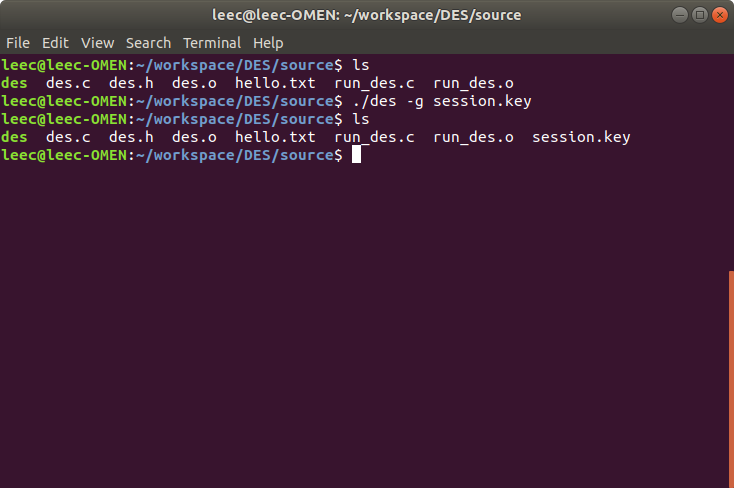 leec@leec-OMEN: ~/workspace/DES/source
File Edit View Search Terminal Help
leec@leec-OMEN:~/workspace/DES/source$ ls
des  des.c  des.h  des.o  hello.txt  run_des.c  run_des.o
leec@leec-OMEN:~/workspace/DES/source$ ./des -g session.key
leec@leec-OMEN:~/workspace/DES/source$ ls
des  des.c  des.h  des.o  hello.txt  run_des.c  run_des.o  session.key
leec@leec-OMEN:~/workspace/DES/source$